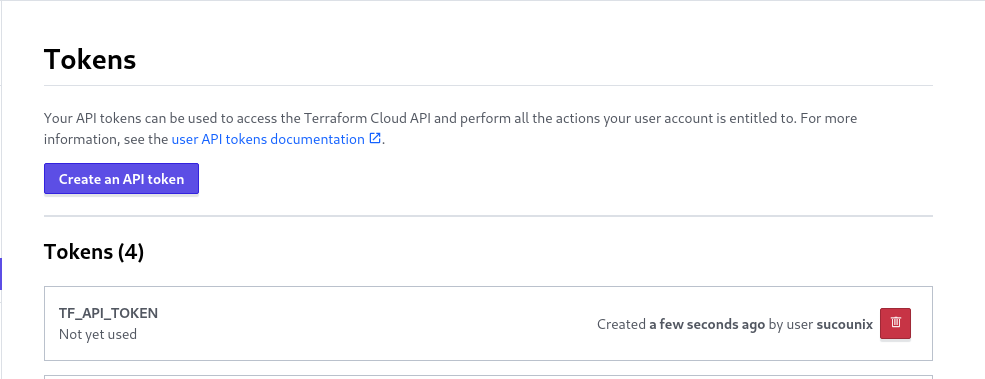 Tokens
Your API tokens can be used to access the Terraform Cloud API and perform all the actions your user account is entitled to. For more
information, see the user API tokens documentation.
Create an API token
Tokens (4)
TF_API_TOKEN
Not yet used
Created a few seconds ago by user sucounix